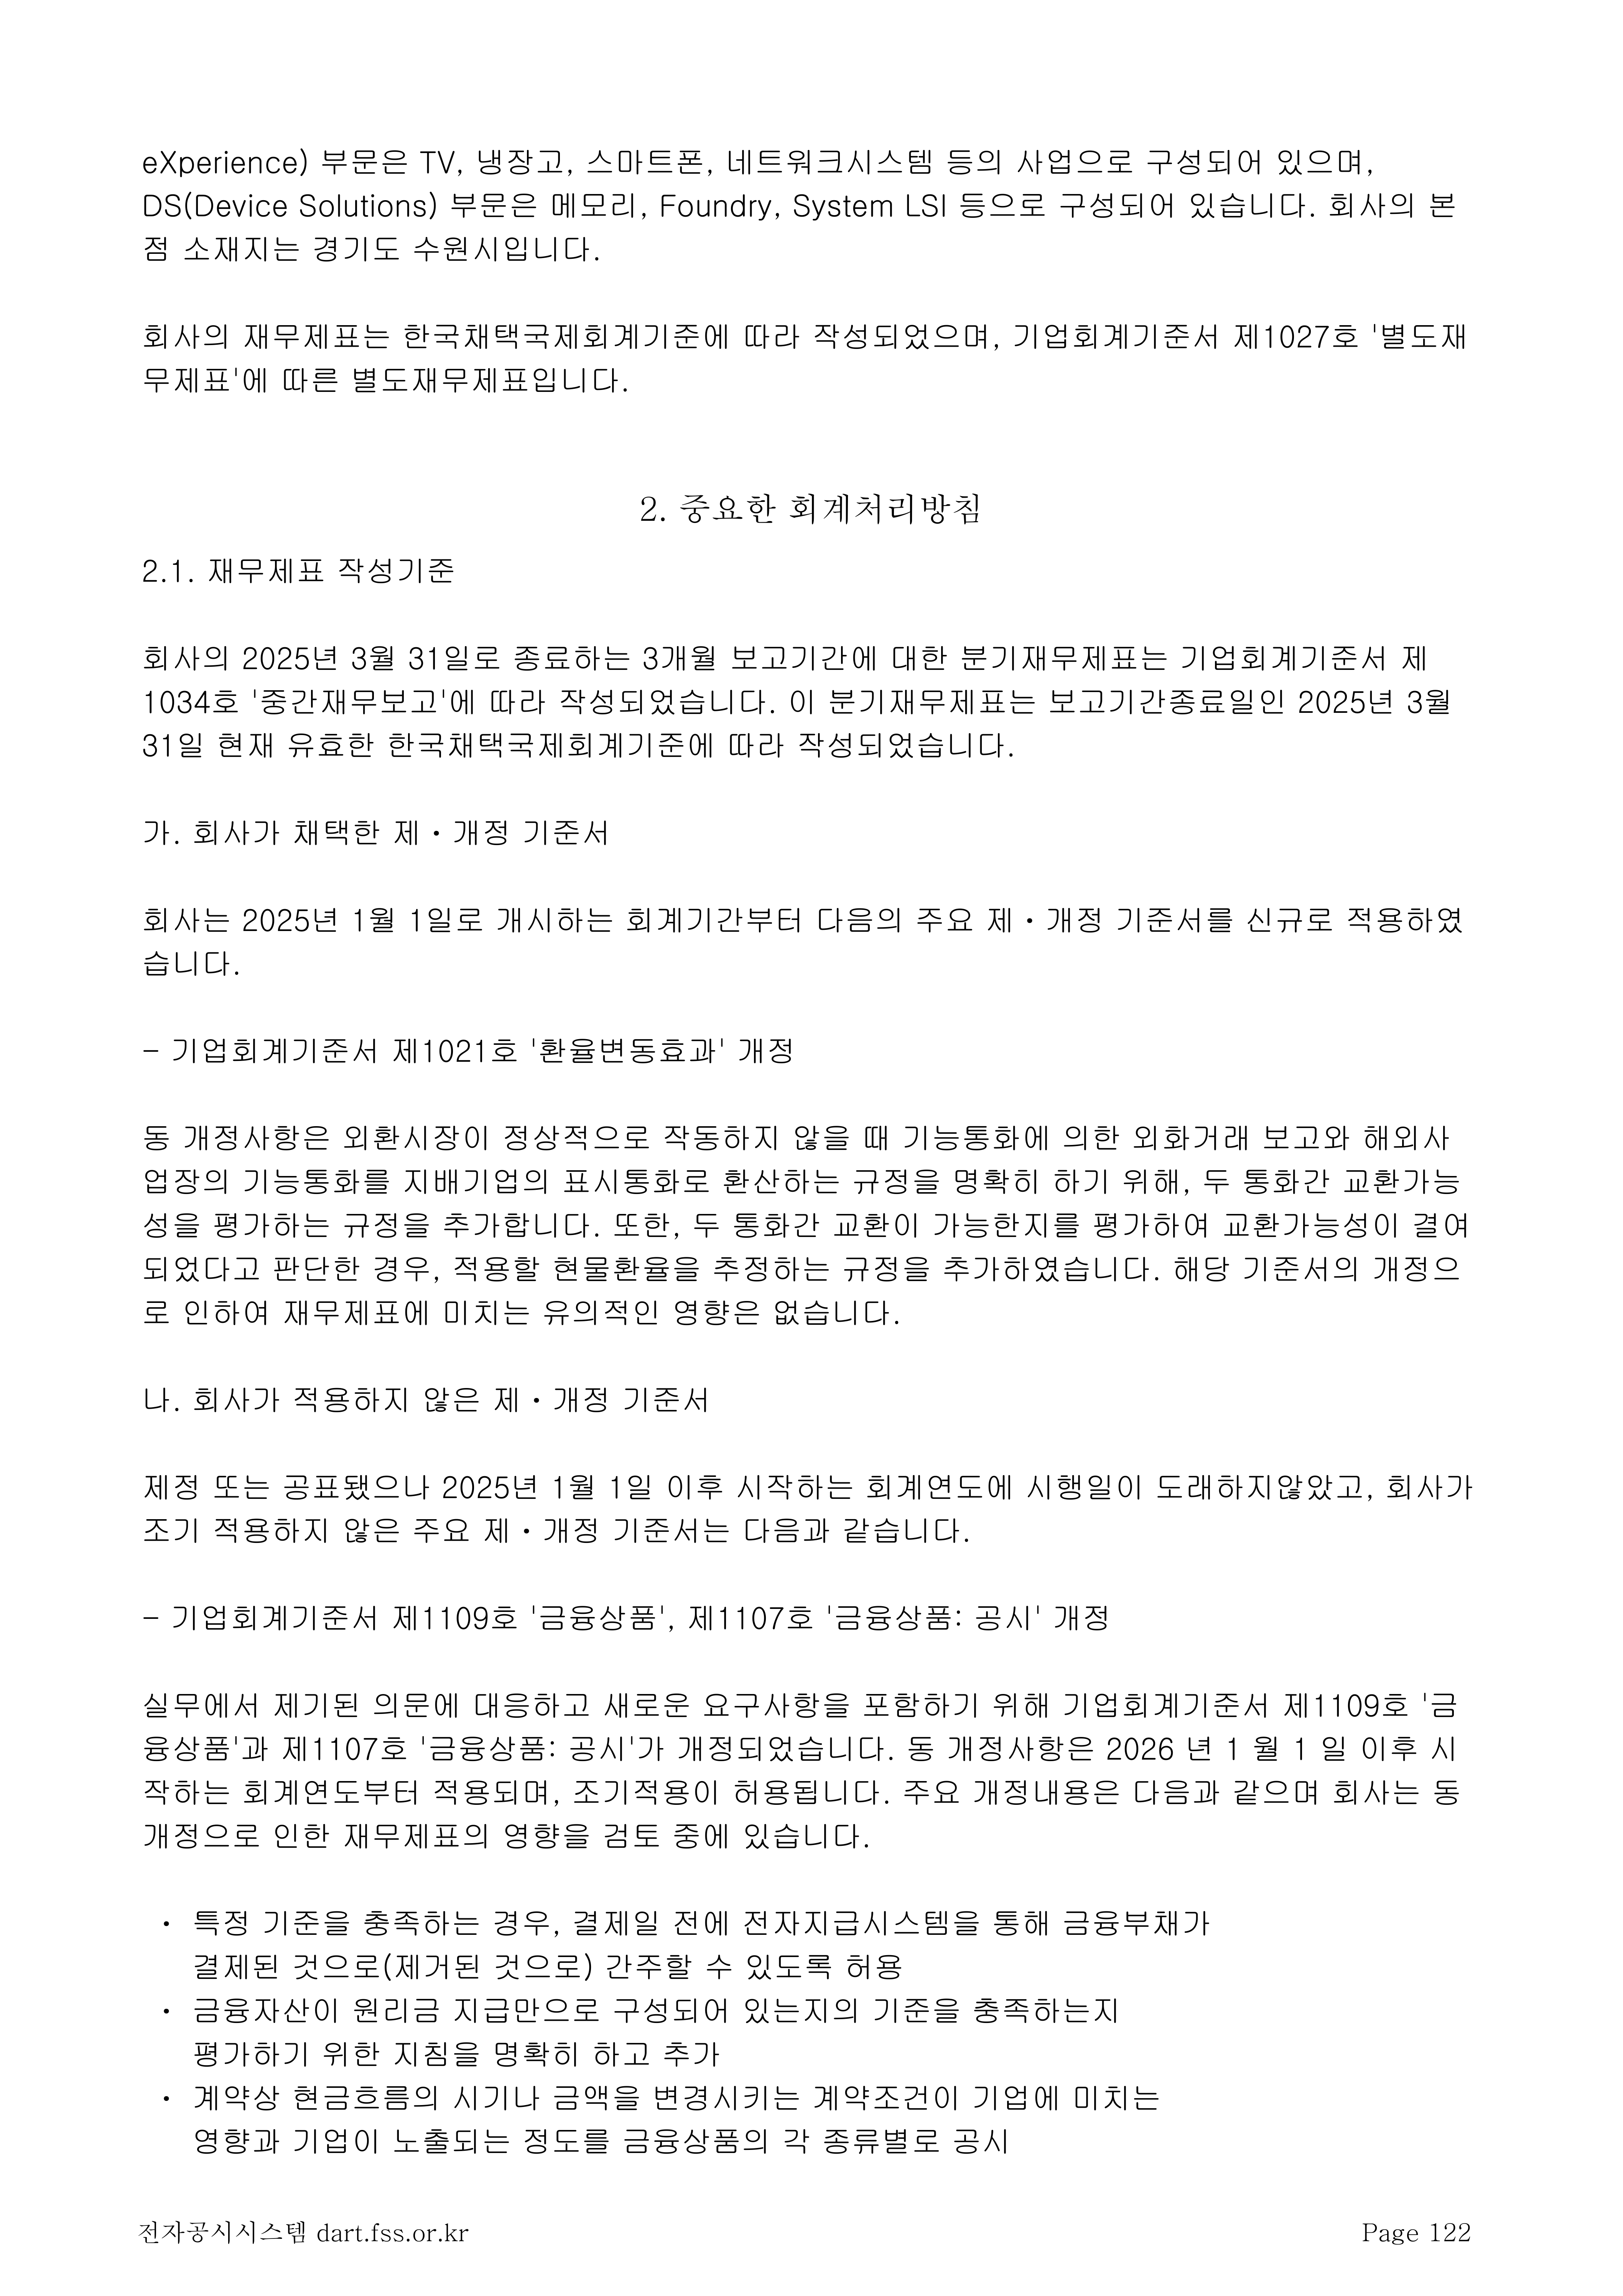 eXperience) 부문은 TV, 냉장고, 스마트폰, 네트워크시스템 등의 사업으로 구성되어 있으며,
DS(Device Solutions) 부문은 메모리, Foundry, System LSI 등으로 구성되어 있습니다. 회사의 본
점 소재지는 경기도 수원시입니다.
회사의 재무제표는 한국채택국제회계기준에 따라 작성되었으며, 기업회계기준서 제1027호 '별도재
무제표'에 따른 별도재무제표입니다.
2. 중요한 회계처리방침
2.1. 재무제표 작성기준
회사의 2025년 3월 31일로 종료하는 3개월 보고기간에 대한 분기재무제표는 기업회계기준서 제
1034호 '중간재무보고'에 따라 작성되었습니다. 이 분기재무제표는 보고기간종료일인 2025년 3월
31일 현재 유효한 한국채택국제회계기준에 따라 작성되었습니다.
가. 회사가 채택한 제・개정 기준서
회사는 2025년 1월 1일로 개시하는 회계기간부터 다음의 주요 제・개정 기준서를 신규로 적용하였
습니다.
- 기업회계기준서 제1021호 '환율변동효과' 개정
동 개정사항은 외환시장이 정상적으로 작동하지 않을 때 기능통화에 의한 외화거래 보고와 해외사
업장의 기능통화를 지배기업의 표시통화로 환산하는 규정을 명확히 하기 위해, 두 통화간 교환가능
성을 평가하는 규정을 추가합니다. 또한, 두 통화간 교환이 가능한지를 평가하여 교환가능성이 결여
되었다고 판단한 경우, 적용할 현물환율을 추정하는 규정을 추가하였습니다. 해당 기준서의 개정으
로 인하여 재무제표에 미치는 유의적인 영향은 없습니다.
나. 회사가 적용하지 않은 제・개정 기준서
제정 또는 공표됐으나 2025년 1월 1일 이후 시작하는 회계연도에 시행일이 도래하지않았고, 회사가
조기 적용하지 않은 주요 제・개정 기준서는 다음과 같습니다.
- 기업회계기준서 제1109호 '금융상품', 제1107호 '금융상품: 공시' 개정
실무에서 제기된 의문에 대응하고 새로운 요구사항을 포함하기 위해 기업회계기준서 제1109호 '금
융상품'과 제1107호 '금융상품: 공시'가 개정되었습니다. 동 개정사항은 2026 년 1 월 1 일 이후 시
작하는 회계연도부터 적용되며, 조기적용이 허용됩니다. 주요 개정내용은 다음과 같으며 회사는 동
개정으로 인한 재무제표의 영향을 검토 중에 있습니다.
・ 특정 기준을 충족하는 경우, 결제일 전에 전자지급시스템을 통해 금융부채가
결제된 것으로(제거된 것으로) 간주할 수 있도록 허용
・ 금융자산이 원리금 지급만으로 구성되어 있는지의 기준을 충족하는지
평가하기 위한 지침을 명확히 하고 추가
・ 계약상 현금흐름의 시기나 금액을 변경시키는 계약조건이 기업에 미치는
영향과 기업이 노출되는 정도를 금융상품의 각 종류별로 공시
전자공시시스템 dart.fss.or.kr
Page 122